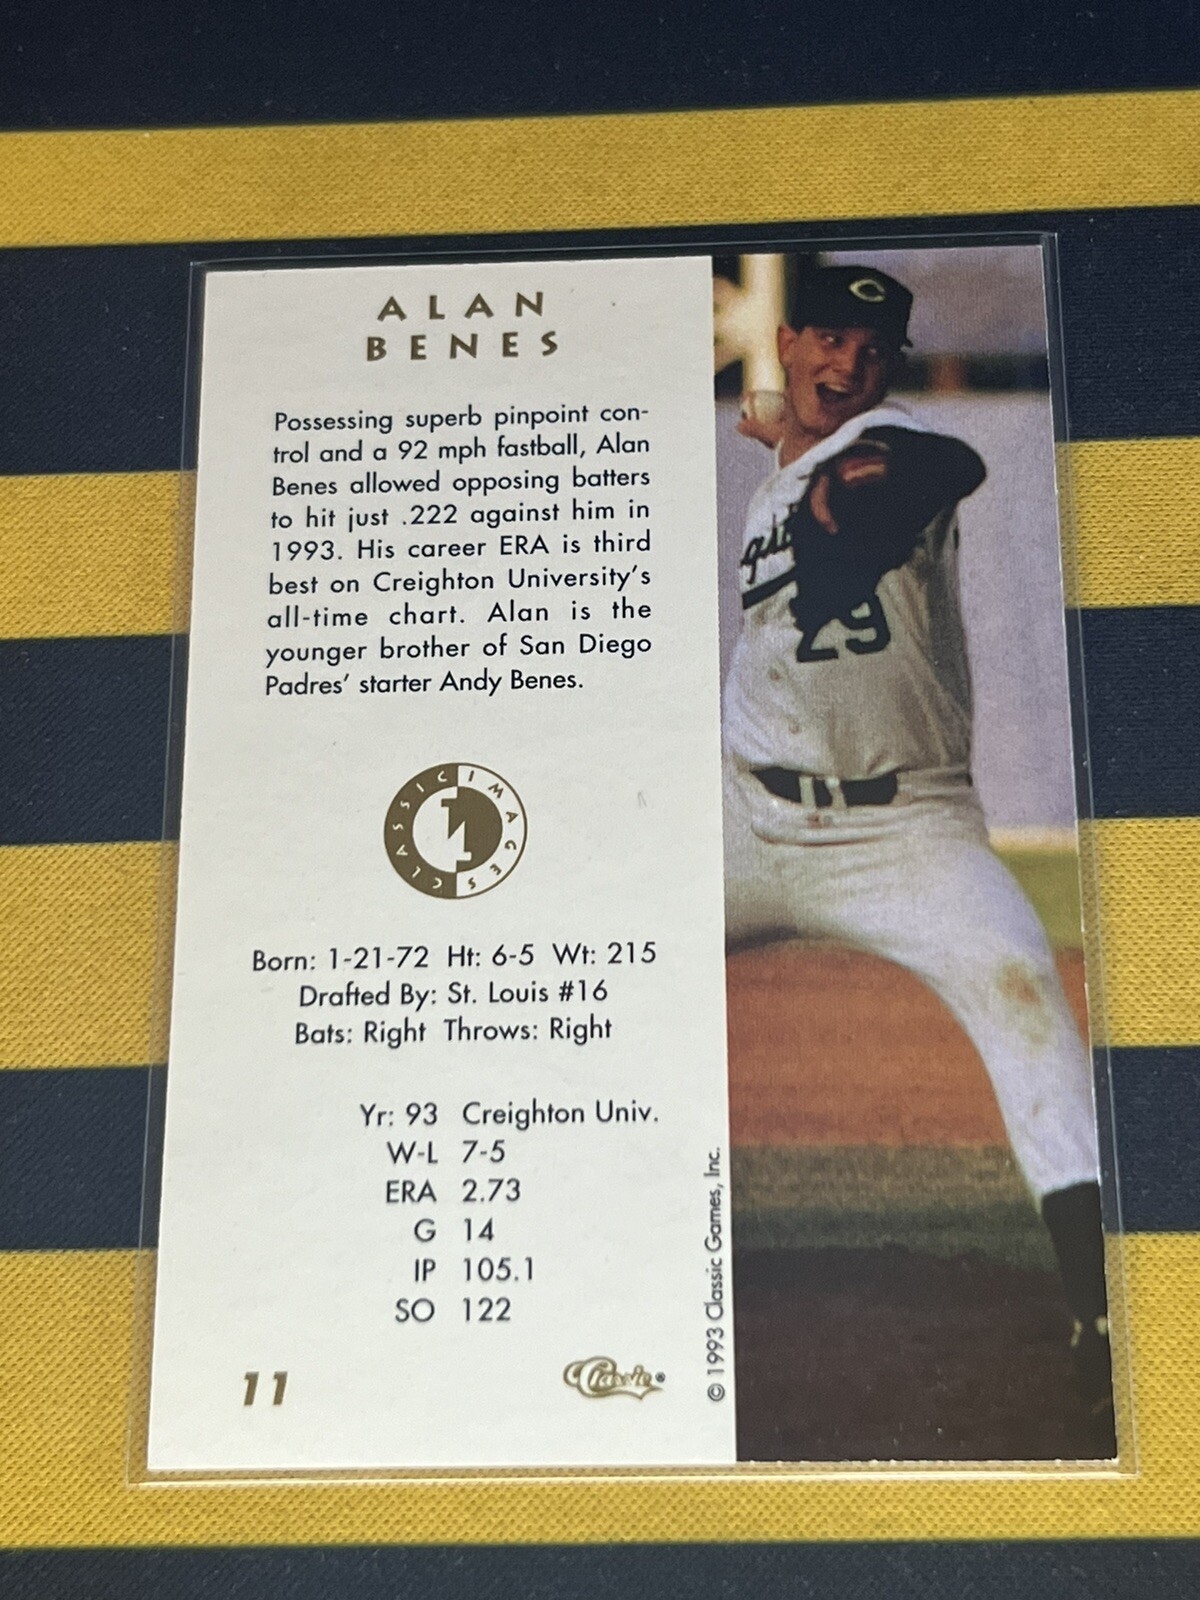 ALAN
BENES
Possessing superb pinpoint con-
trol and a 92 mph fastball, Alan
Benes allowed opposing batters
to hit just .222 against him in
1993. His career ERA is third
best on Creighton University's
all-time chart. Alan is the
younger brother of San Diego
Padres' starter Andy Benes.
CLASSIC IMAGES
Born: 1-21-72 Ht: 6-5 Wt: 215
Drafted By: St. Louis #16
Bats: Right Throws: Right
Yr: 93 Creighton Univ.
W-L 7-5
ERA 2.73
G 14
IP 105.1
SO 122
11
Classic®
© 1993 Classic Games, Inc.
C
29